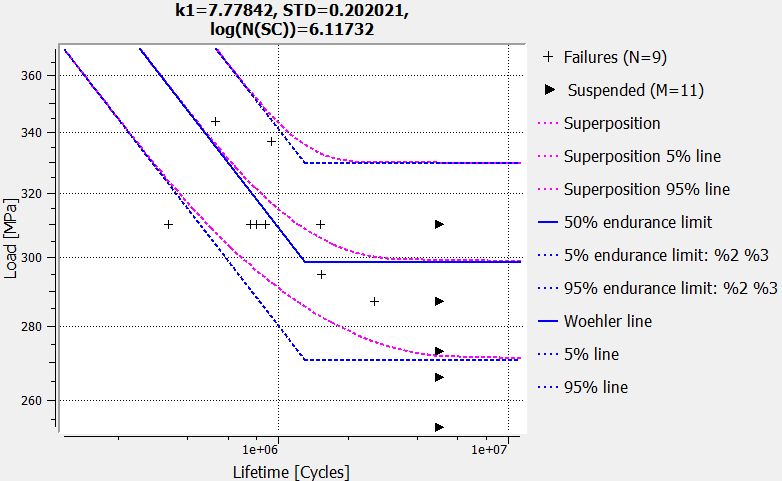 k1=7.77842, STD=0.202021,
log(N(SC))=6.11732
360
340
320
300
280
260
Load [MPa]
1e+06
1e+07
Lifetime [Cycles]
Failures (N=9)
Suspended (M=11)
Superposition
Superposition 5% line
Superposition 95% line
50% endurance limit
5% endurance limit: %2 %3
95% endurance limit: %2 %3
Woehler line
5% line
95% line